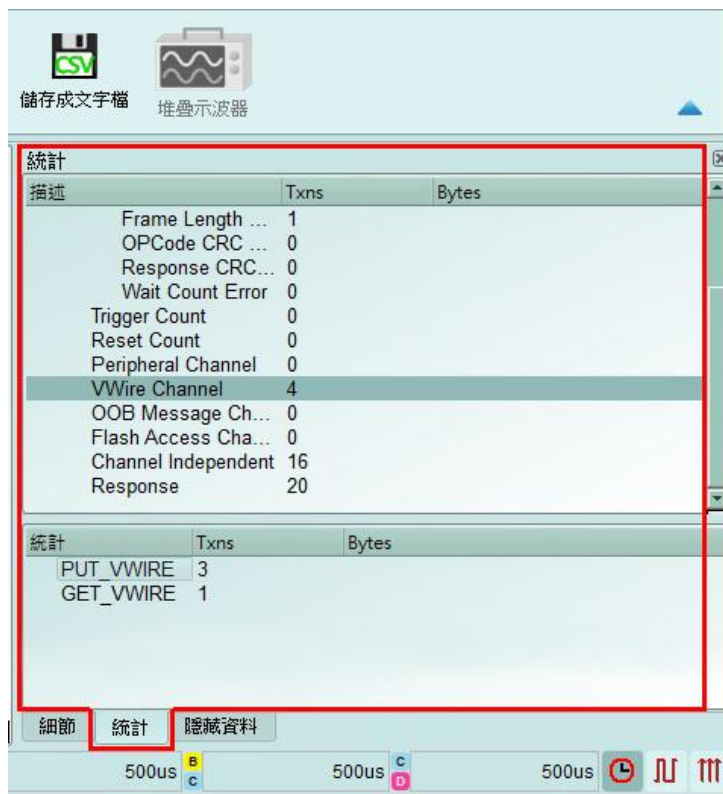 CSV
儲存成文字檔 堆疊示波器
統計
描述 Txns Bytes
Frame Length ... 1
OPCode CRC ... 0
Response CRC... 0
Wait Count Error 0
Trigger Count 0
Reset Count 0
Peripheral Channel 0
VWire Channel 4
OOB Message Ch... 0
Flash Access Cha... 0
Channel Independent 16
Response 20
統計 Txns Bytes
PUT_VWIRE 3
GET_VWIRE 1
細節 統計 隱藏資料
500us B C 500us C D 500us